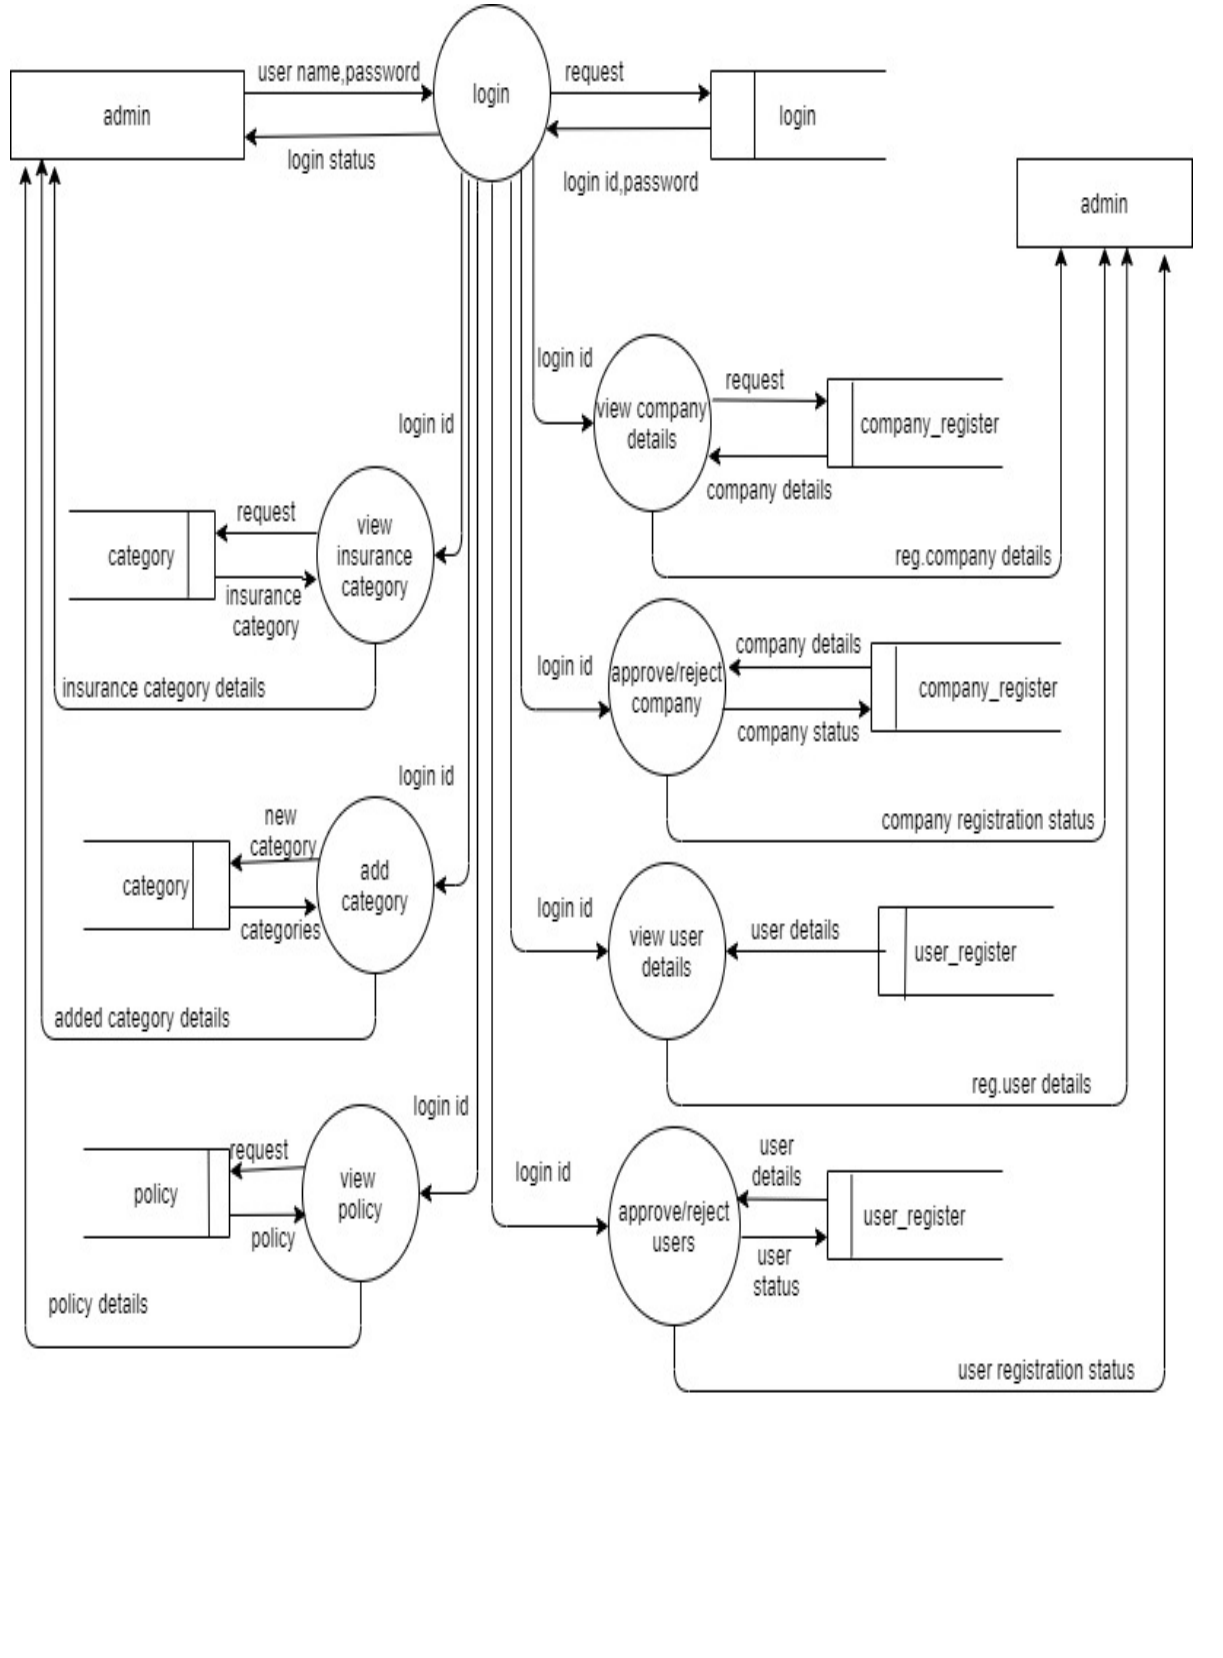 user name,password
request
admin
login
login
login status
login id,password
admin
login id
view company
details
request
company_register
company details
reg.company details
login id
view
insurance
category
request
category
insurance
category
insurance category details
login id
approve/reject
company
company details
company_register
company status
company registration status
login id
new
category
add
category
category
categories
added category details
login id
view user
details
user details
user_register
reg.user details
login id
request
view
policy
policy
policy
policy details
login id
approve/reject
users
user
details
user_register
user
status
user registration status